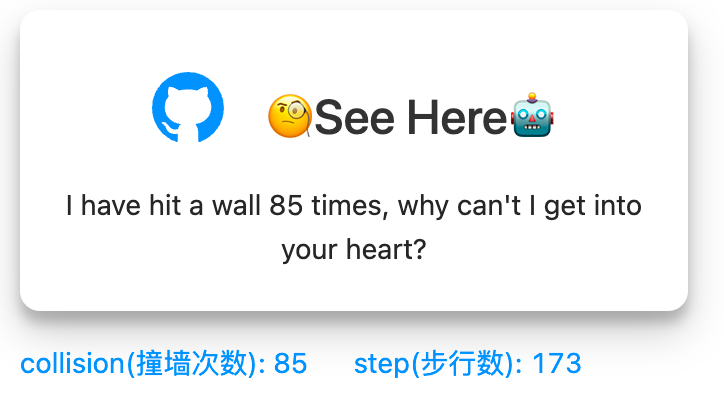 🧐See Here🤖
I have hit a wall 85 times, why can't I get into
your heart?
collision(撞墙次数): 85 step(步行数): 173